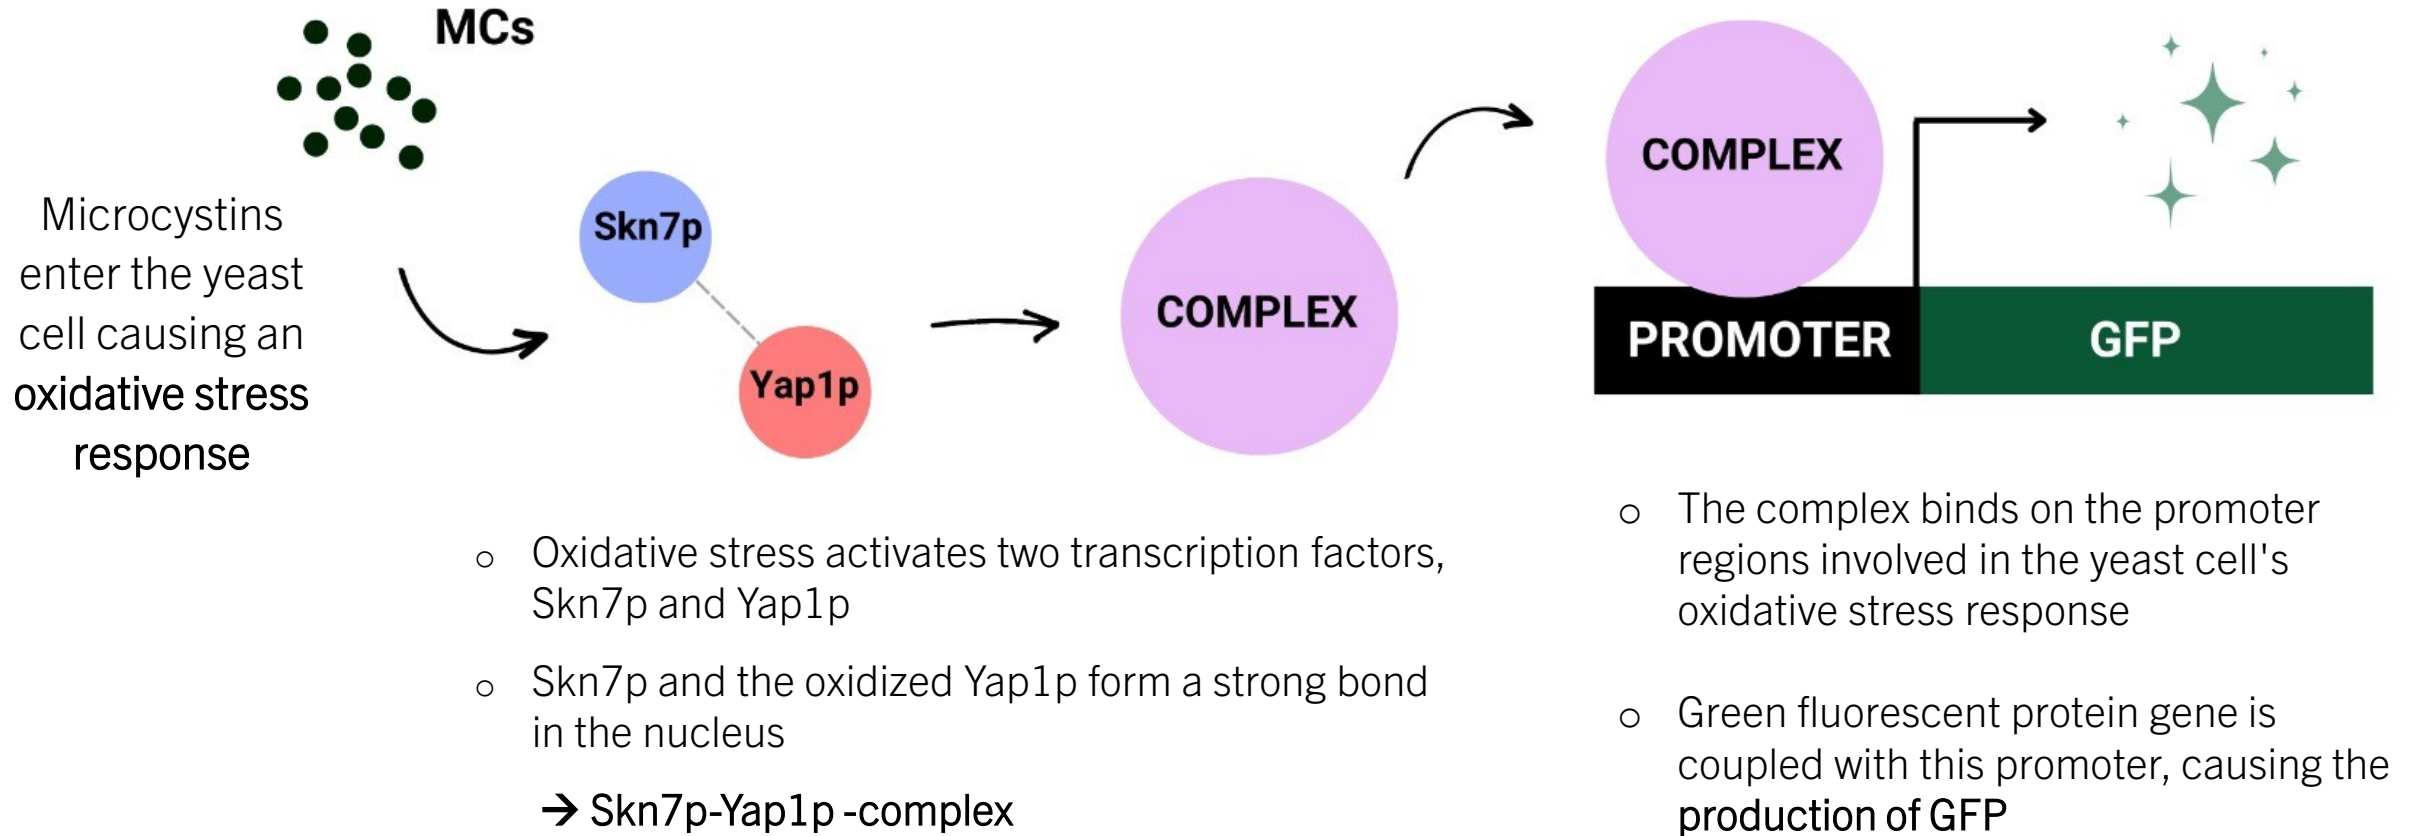 MCs
Microcystins
enter the yeast
cell causing an
oxidative stress
response
Skn7p
Yap1p
COMPLEX
COMPLEX
PROMOTER
GFP
○ Oxidative stress activates two transcription factors,
Skn7p and Yap1p
○ Skn7p and the oxidized Yap1p form a strong bond
in the nucleus
→ Skn7p-Yap1p -complex
○ The complex binds on the promoter
regions involved in the yeast cell's
oxidative stress response
○ Green fluorescent protein gene is
coupled with this promoter, causing the
production of GFP